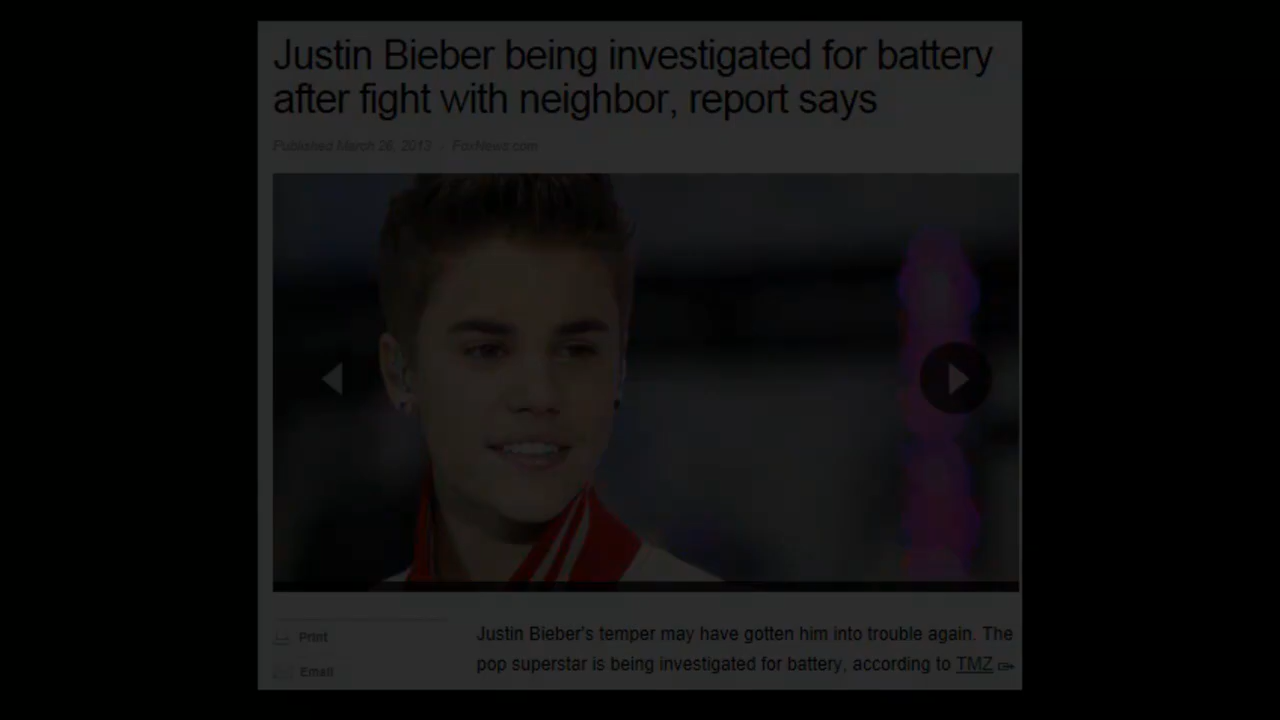 Justin Bieber being investigated for battery
after fight with neighbor, report says
Published March 26, 2013 - FoxNews.com
Print
Justin Bieber's temper may have gotten him into trouble again. The
Email
pop superstar is being investigated for battery, according to TMZ